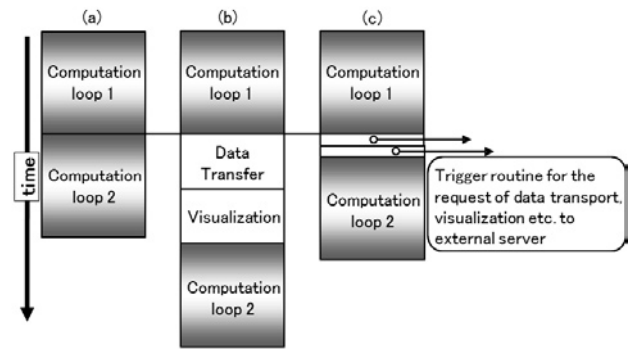 (a)
(b)
(c)
Computation
loop 1
Computation
loop 1
Computation
loop 1
time
Computation
loop 2
Data
Transfer
Visualization
Computation
loop 2
Computation
loop 2
Trigger routine for the
request of data transport,
visualization etc. to
external server